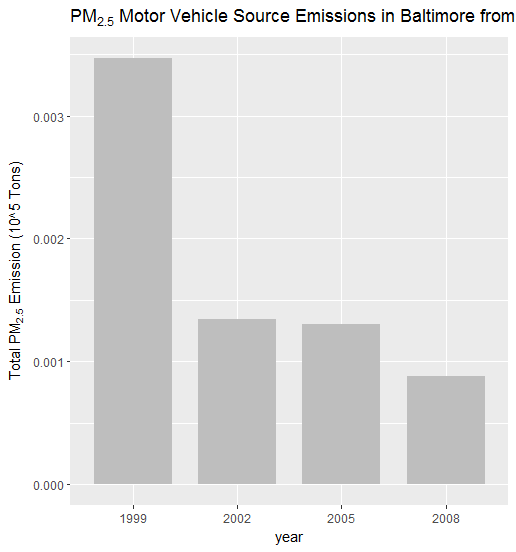 PM2.5 Motor Vehicle Source Emissions in Baltimore from
Total PM2.5 Emission (10^5 Tons)
0.003
0.002
0.001
0.000
1999 2002 2005 2008
year